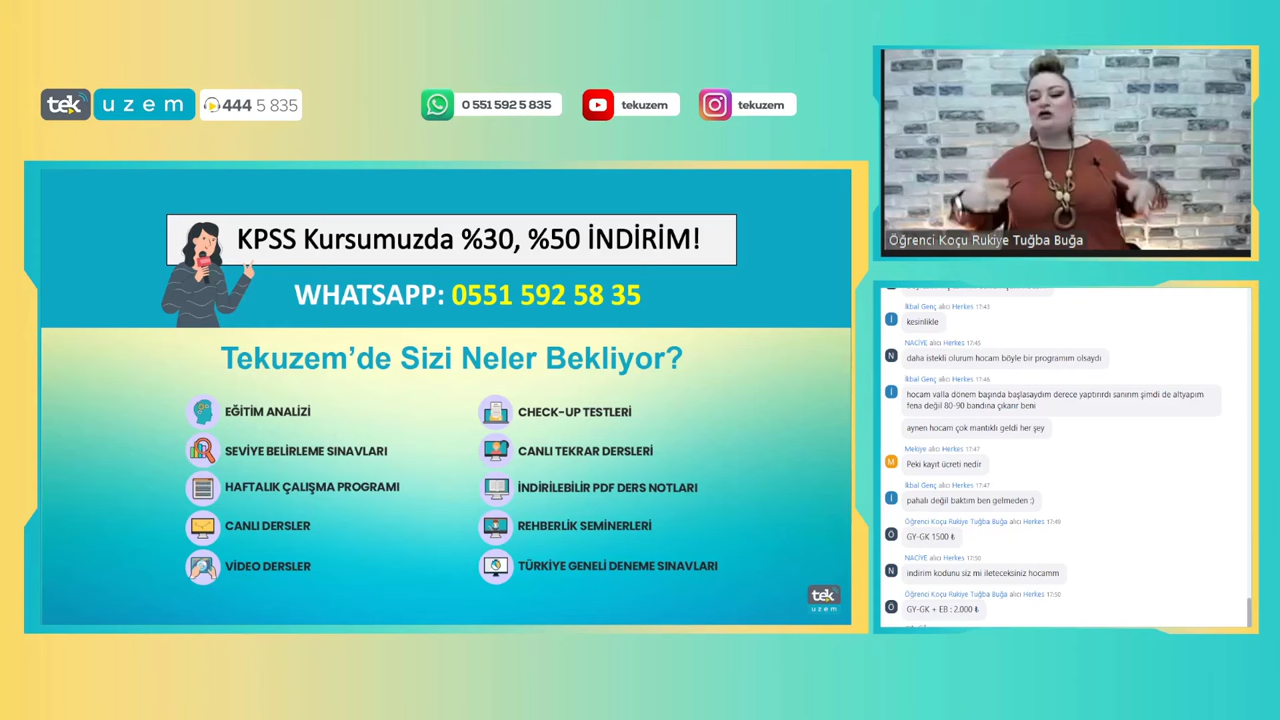 tek uzem 444 5 835
0 551 592 5 835
tekuzem
tekuzem
KPSS Kursumuzda %30, %50 İNDİRİM!
WHATSAPP: 0551 592 58 35
Tekuzem’de Sizi Neler Bekliyor?
EĞİTİM ANALİZİ
SEVİYE BELİRLEME SINAVLARI
HAFTALIK ÇALIŞMA PROGRAMI
CANLI DERSLER
VİDEO DERSLER
CHECK-UP TESTLERİ
CANLI TEKRAR DERSLERİ
İNDİRİLEBİLİR PDF DERS NOTLARI
REHBERLİK SEMİNERLERİ
TÜRKİYE GENELİ DENEME SINAVLARI
tek
uzem
Öğrenci Koçu Rukiye Tuğba Buğa
İlbal Genç alıcı Herkes 17:43
İ
kesinlikle
NACİYE alıcı Herkes 17:45
N
daha istekli olurum hocam böyle bir programım olsaydı
İlbal Genç alıcı Herkes 17:46
İ
hocam valla dönem başında başlasaydım derece yaptırırdı sanırım şimdi de altyapım
fena değil 80-90 bandına çıkarır beni
aynen hocam çok mantıklı geldi her şey
Mekiye alıcı Herkes 17:47
M
Peki kayıt ücreti nedir
İlbal Genç alıcı Herkes 17:47
İ
pahalı değil baktım ben gelmeden :)
Öğrenci Koçu Rukiye Tuğba Buğa alıcı Herkes 17:49
Ö
GY-GK 1500 ₺
NACİYE alıcı Herkes 17:50
N
indirim kodunu siz mi ileteceksiniz hocamm
Öğrenci Koçu Rukiye Tuğba Buğa alıcı Herkes 17:50
Ö
GY-GK + EB : 2.000 ₺